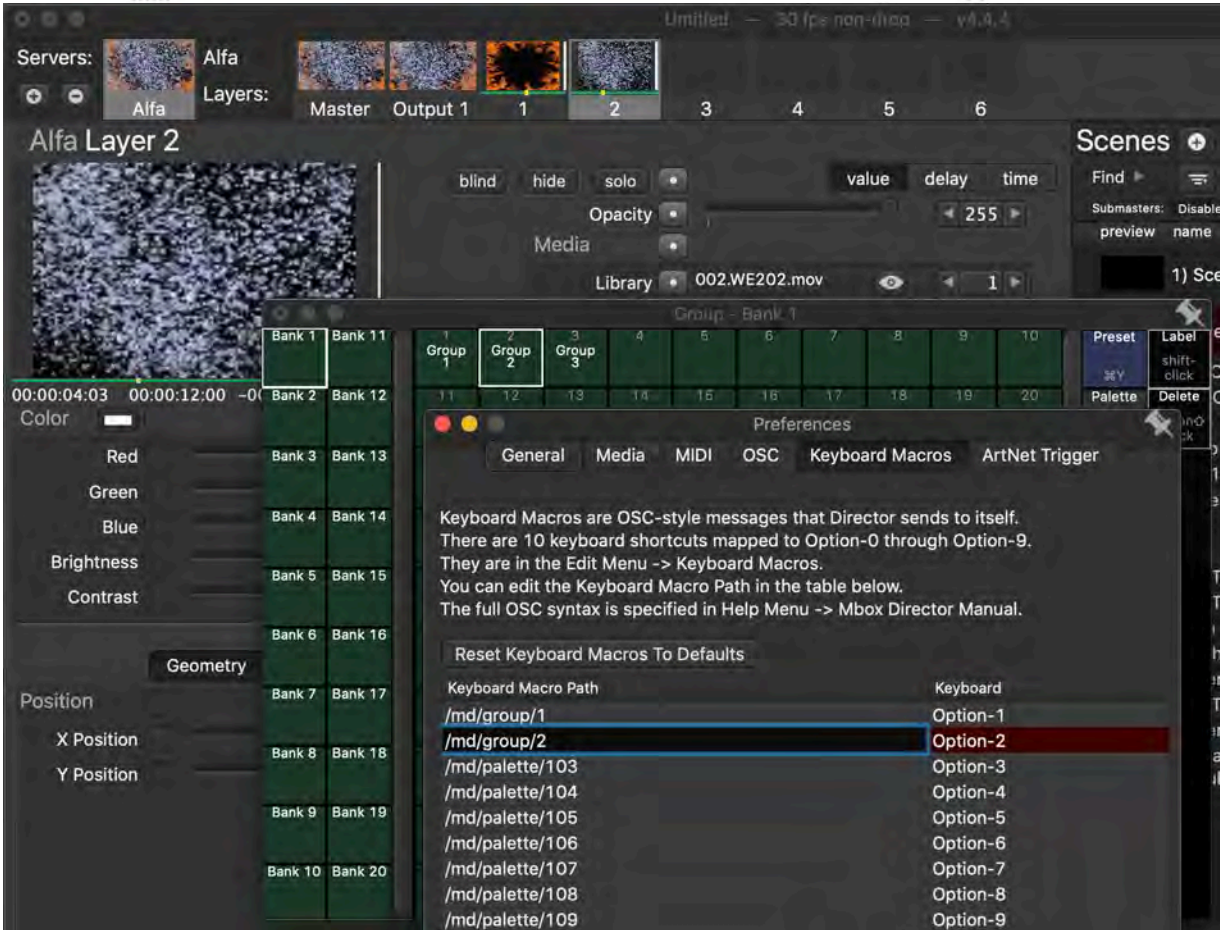 Untitled — 30 fps non-drop — v4.4.4
Servers:
Alfa
Alfa
Layers:
Master
Output 1
1
2
3
4
5
6
Alfa Layer 2
Scenes
blind hide solo
value delay time
Find
Opacity
255
Submasters: Disable
preview name
Media
Library
002.WE202.mov
1
1) Sce
Group - Bank 1
Bank 1 Bank 11
1 2 3 4 5 6 7 8 9 10
Group 1
Group 2
Group 3
Preset
⌘Y
Label
shift-click
00:00:04:03 00:00:12:00
Bank 2 Bank 12
11 12 13 14 15 16 17 18 19 20
Palette
Delete
Color
Preferences
General Media MIDI OSC Keyboard Macros ArtNet Trigger
Red
Bank 3 Bank 13
Green
Bank 4 Bank 14
Blue
Brightness
Bank 5 Bank 15
Contrast
Keyboard Macros are OSC-style messages that Director sends to itself.
There are 10 keyboard shortcuts mapped to Option-0 through Option-9.
They are in the Edit Menu -> Keyboard Macros.
You can edit the Keyboard Macro Path in the table below.
The full OSC syntax is specified in Help Menu -> Mbox Director Manual.
Bank 6 Bank 16
Reset Keyboard Macros To Defaults
Geometry
Keyboard Macro Path Keyboard
Position
Bank 7 Bank 17
/md/group/1 Option-1
X Position
/md/group/2 Option-2
Bank 8 Bank 18
/md/palette/103 Option-3
Y Position
/md/palette/104 Option-4
Bank 9 Bank 19
/md/palette/105 Option-5
/md/palette/106 Option-6
Bank 10 Bank 20
/md/palette/107 Option-7
/md/palette/108 Option-8
/md/palette/109 Option-9